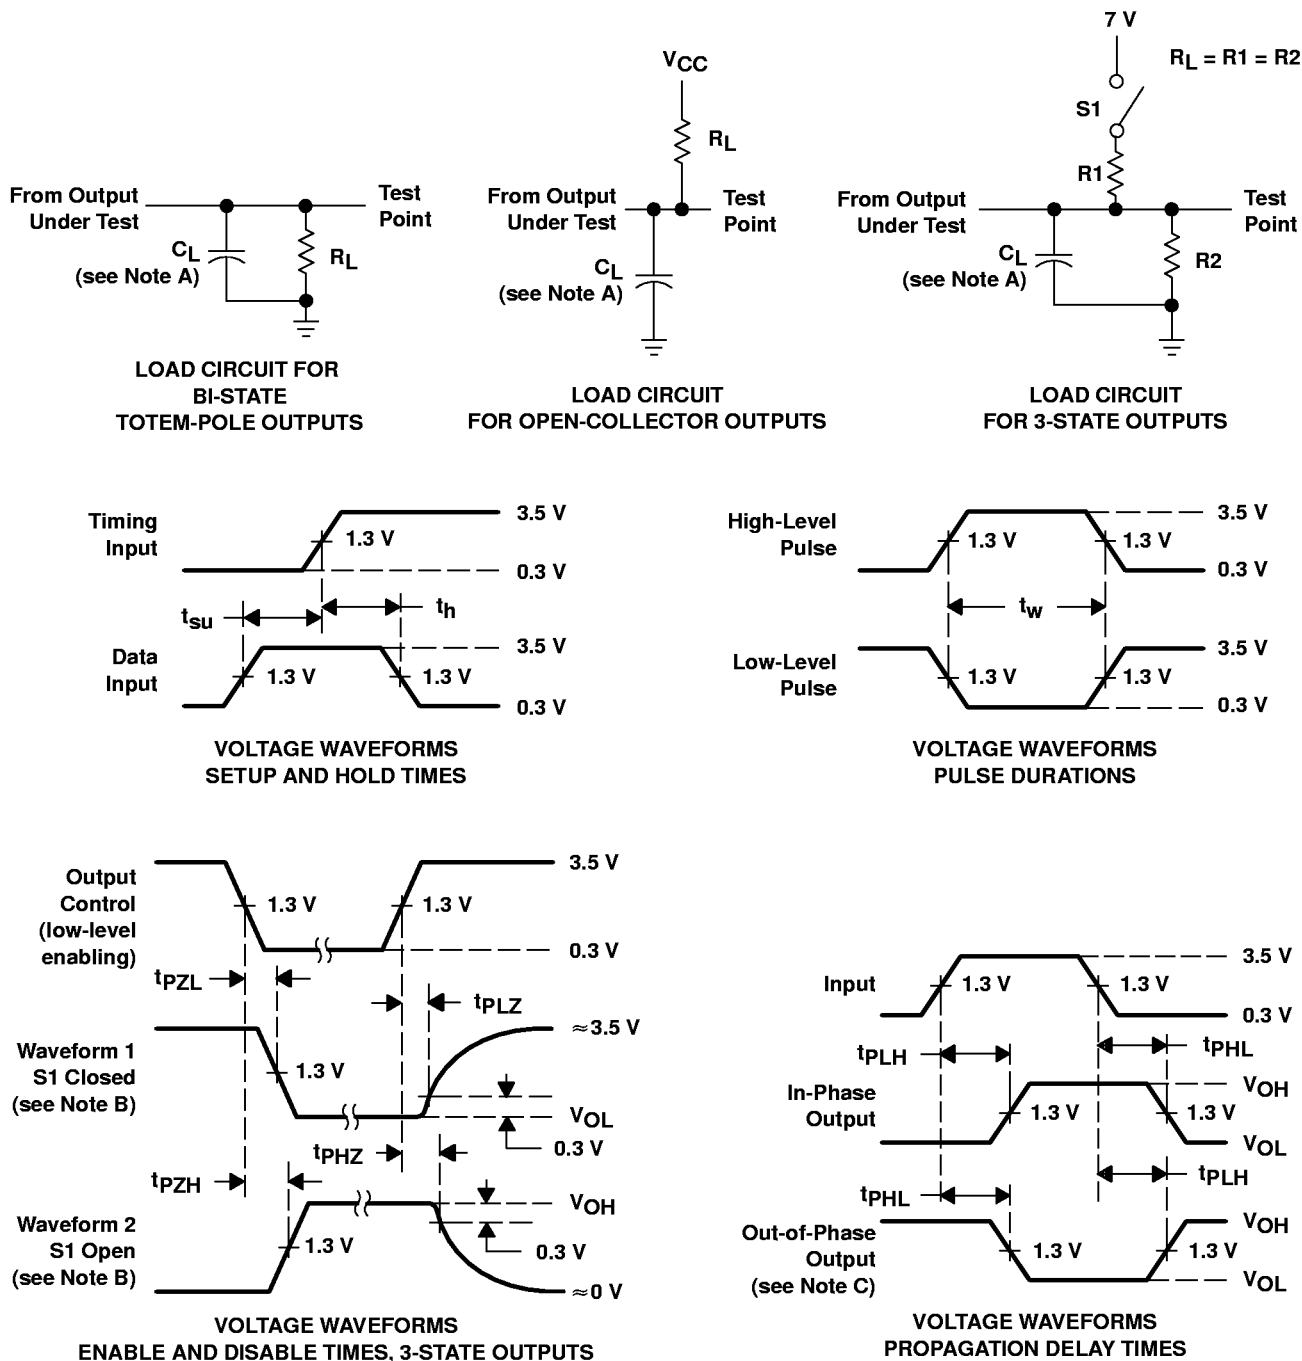 7 V
RL = R1 = R2
S1
R1
From Output
Under Test
Test
Point
CL
(see Note A)
RL
LOAD CIRCUIT FOR
BI-STATE
TOTEM-POLE OUTPUTS
VCC
RL
From Output
Under Test
Test
Point
CL
(see Note A)
LOAD CIRCUIT
FOR OPEN-COLLECTOR OUTPUTS
From Output
Under Test
Test
Point
CL
(see Note A)
R2
LOAD CIRCUIT
FOR 3-STATE OUTPUTS
Timing
Input
3.5 V
1.3 V
0.3 V
tsu
th
Data
Input
3.5 V
1.3 V
1.3 V
0.3 V
VOLTAGE WAVEFORMS
SETUP AND HOLD TIMES
High-Level
Pulse
3.5 V
1.3 V
1.3 V
0.3 V
tw
Low-Level
Pulse
3.5 V
1.3 V
1.3 V
0.3 V
VOLTAGE WAVEFORMS
PULSE DURATIONS
Output
Control
(low-level
enabling)
3.5 V
1.3 V
1.3 V
0.3 V
tPZL
tPLZ
Waveform 1
S1 Closed
(see Note B)
≈3.5 V
1.3 V
VOL
0.3 V
tPHZ
tPZH
Waveform 2
S1 Open
(see Note B)
VOH
1.3 V
0.3 V
≈0 V
VOLTAGE WAVEFORMS
ENABLE AND DISABLE TIMES, 3-STATE OUTPUTS
Input
3.5 V
1.3 V
1.3 V
0.3 V
tPLH
tPHL
In-Phase
Output
VOH
1.3 V
1.3 V
VOL
tPHL
tPLH
Out-of-Phase
Output
(see Note C)
VOH
1.3 V
1.3 V
VOL
VOLTAGE WAVEFORMS
PROPAGATION DELAY TIMES